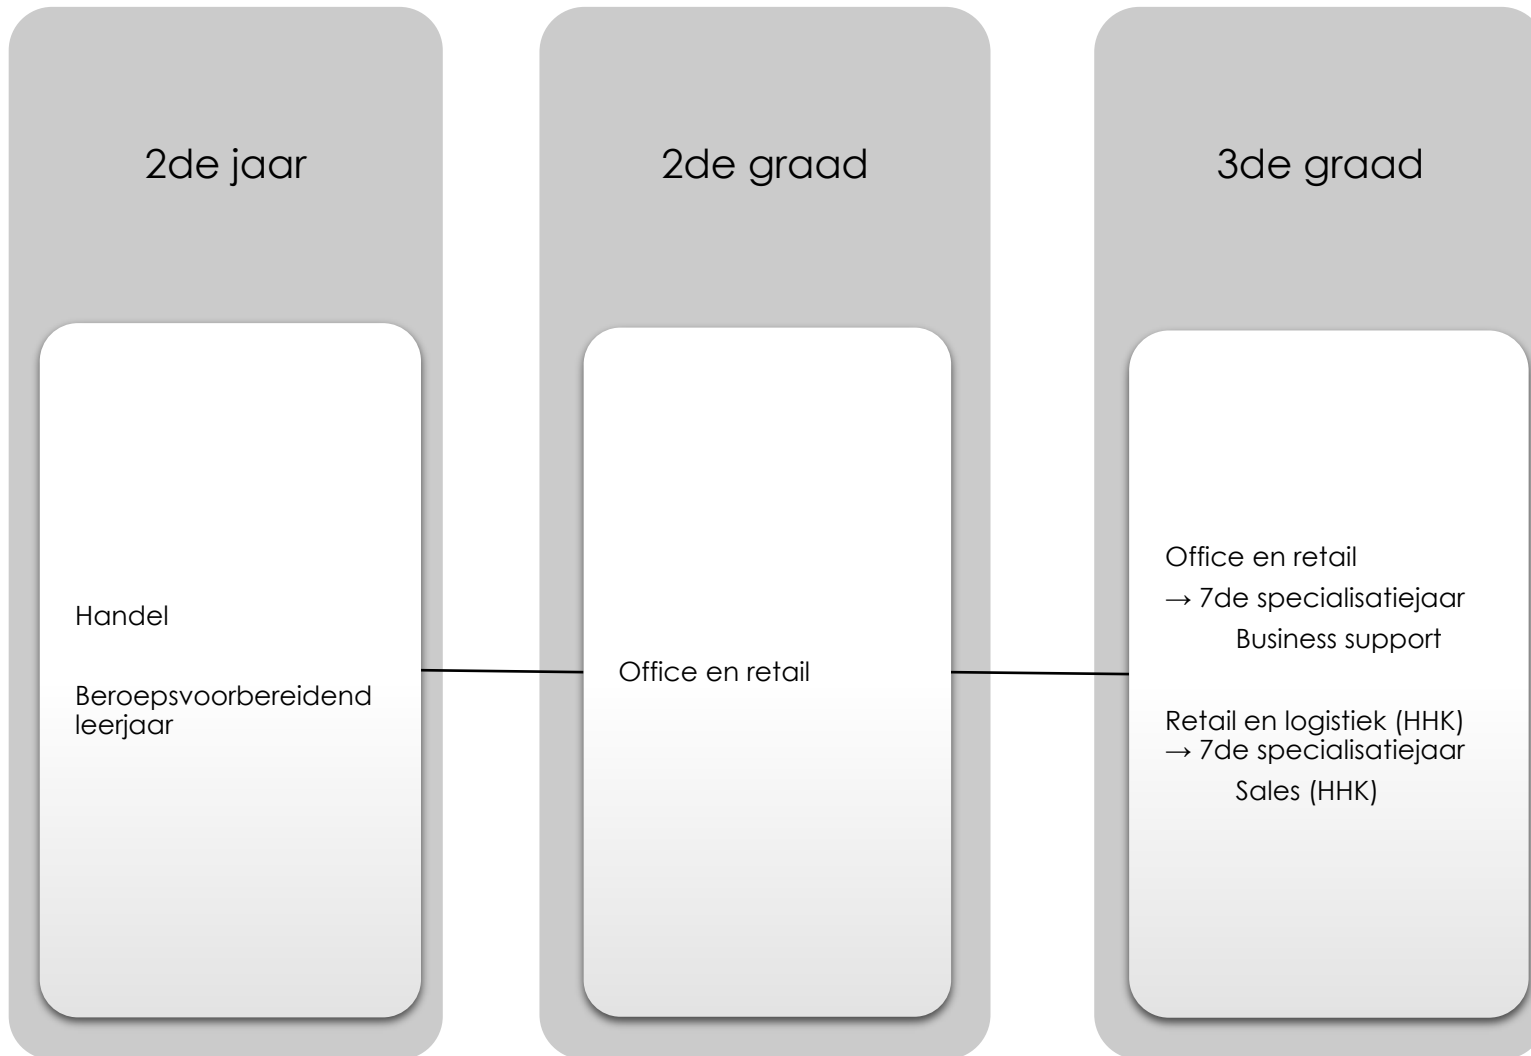 2de jaar
Handel
Beroepsvoorbereidend
leerjaar
2de graad
Office en retail
3de graad
Office en retail
→ 7de specialisatiejaar
Business support
Retail en logistiek (HHK)
→ 7de specialisatiejaar
Sales (HHK)